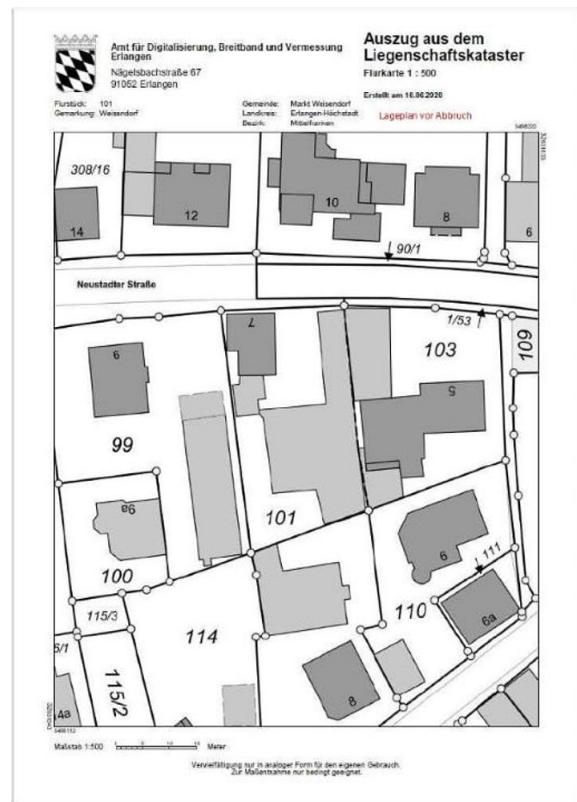 Amt für Digitalisierung, Breitband und Vermessung
Erlangen
Nägelsbachstraße 67
91052 Erlangen
Auszug aus dem
Liegenschaftskataster
Flurkarte 1 : 500
Erstellt am 16.06.2020
Flurstück: 101
Gemarkung: Weisendorf
Gemeinde: Markt Weisendorf
Landkreis: Erlangen-Höchstadt
Bezirk: Mittelfranken
Lageplan vor Abbruch
308/16
14
12
10
8
6
90/1
Neustadter Straße
1/53
109
7
103
5
9
99
101
9a
100
6
111
110
6a
115/3
114
6/1
115/2
8
4a
Maßstab 1:500
Meter
Vervielfältigung nur in analoger Form für den eigenen Gebrauch.
Zur Maßentnahme nur bedingt geeignet.